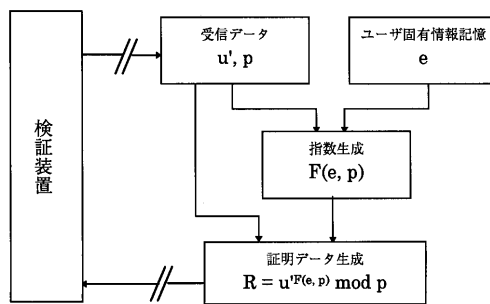 受信データ
u', p
ユーザ固有情報記憶
e
検証装置
指数生成
F(e, p)
証明データ生成
R = u'^F(e, p) mod p